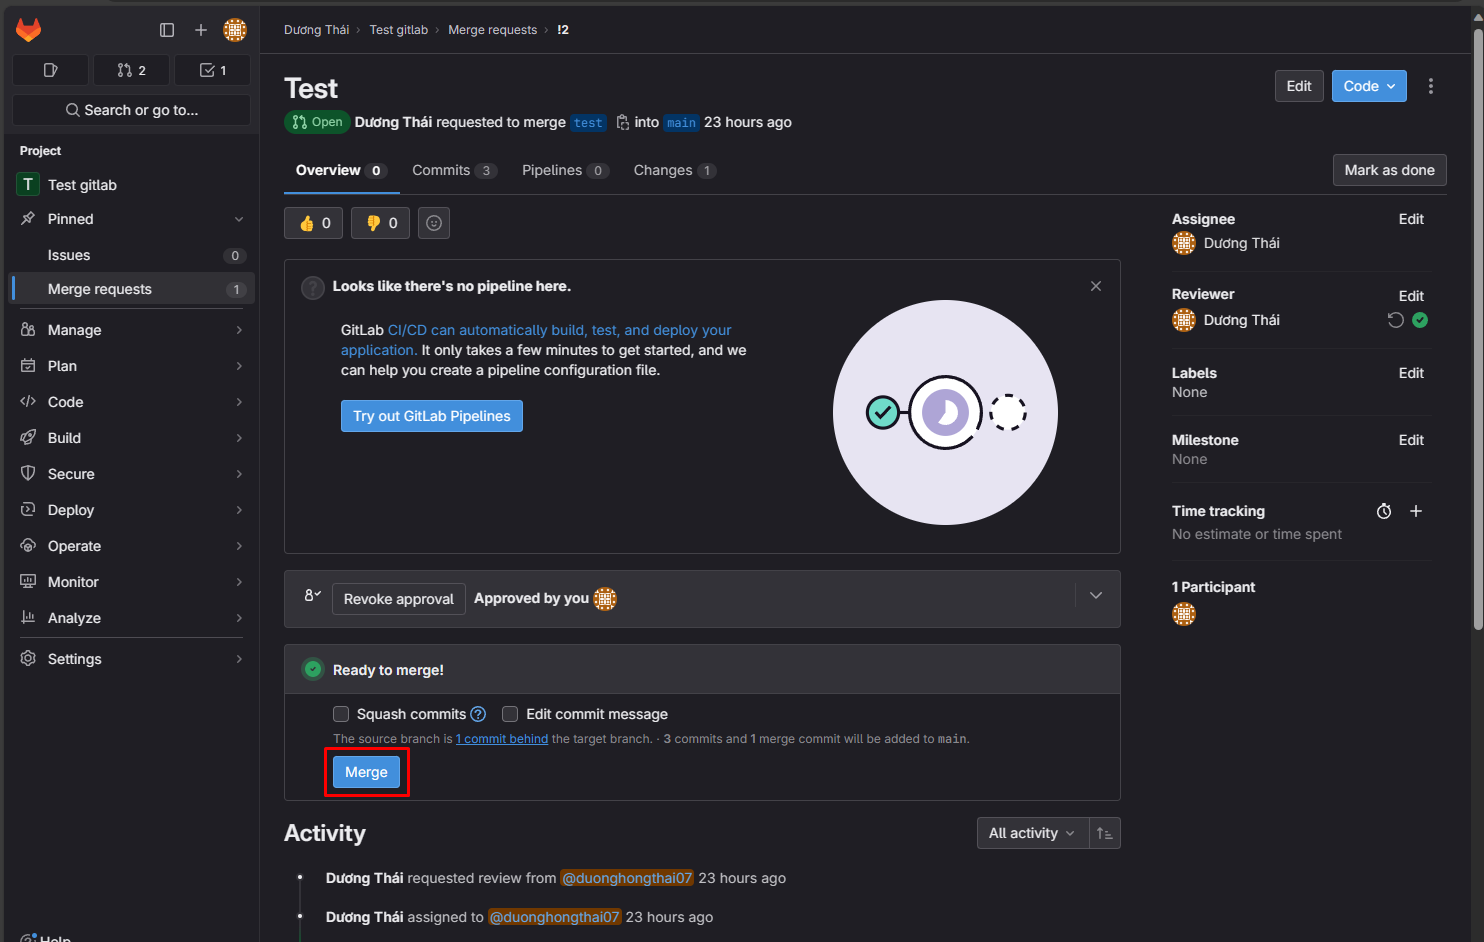 Dương Thái › Test gitlab › Merge requests › !2
2
1
Search or go to...
Project
T Test gitlab
Pinned
Issues 0
Merge requests 1
Manage
Plan
Code
Build
Secure
Deploy
Operate
Monitor
Analyze
Settings
Help
Test
Edit
Code
Open Dương Thái requested to merge test into main 23 hours ago
Overview 0 Commits 3 Pipelines 0 Changes 1
Mark as done
0 0
Looks like there's no pipeline here.
GitLab CI/CD can automatically build, test, and deploy your
application. It only takes a few minutes to get started, and we
can help you create a pipeline configuration file.
Try out GitLab Pipelines
Revoke approval Approved by you
Ready to merge!
Squash commits ? Edit commit message
The source branch is 1 commit behind the target branch. · 3 commits and 1 merge commit will be added to main.
Merge
Activity
All activity
Dương Thái requested review from @duonghongthai07 23 hours ago
Dương Thái assigned to @duonghongthai07 23 hours ago
Assignee Edit
Dương Thái
Reviewer Edit
Dương Thái
Labels Edit
None
Milestone Edit
None
Time tracking
No estimate or time spent
1 Participant